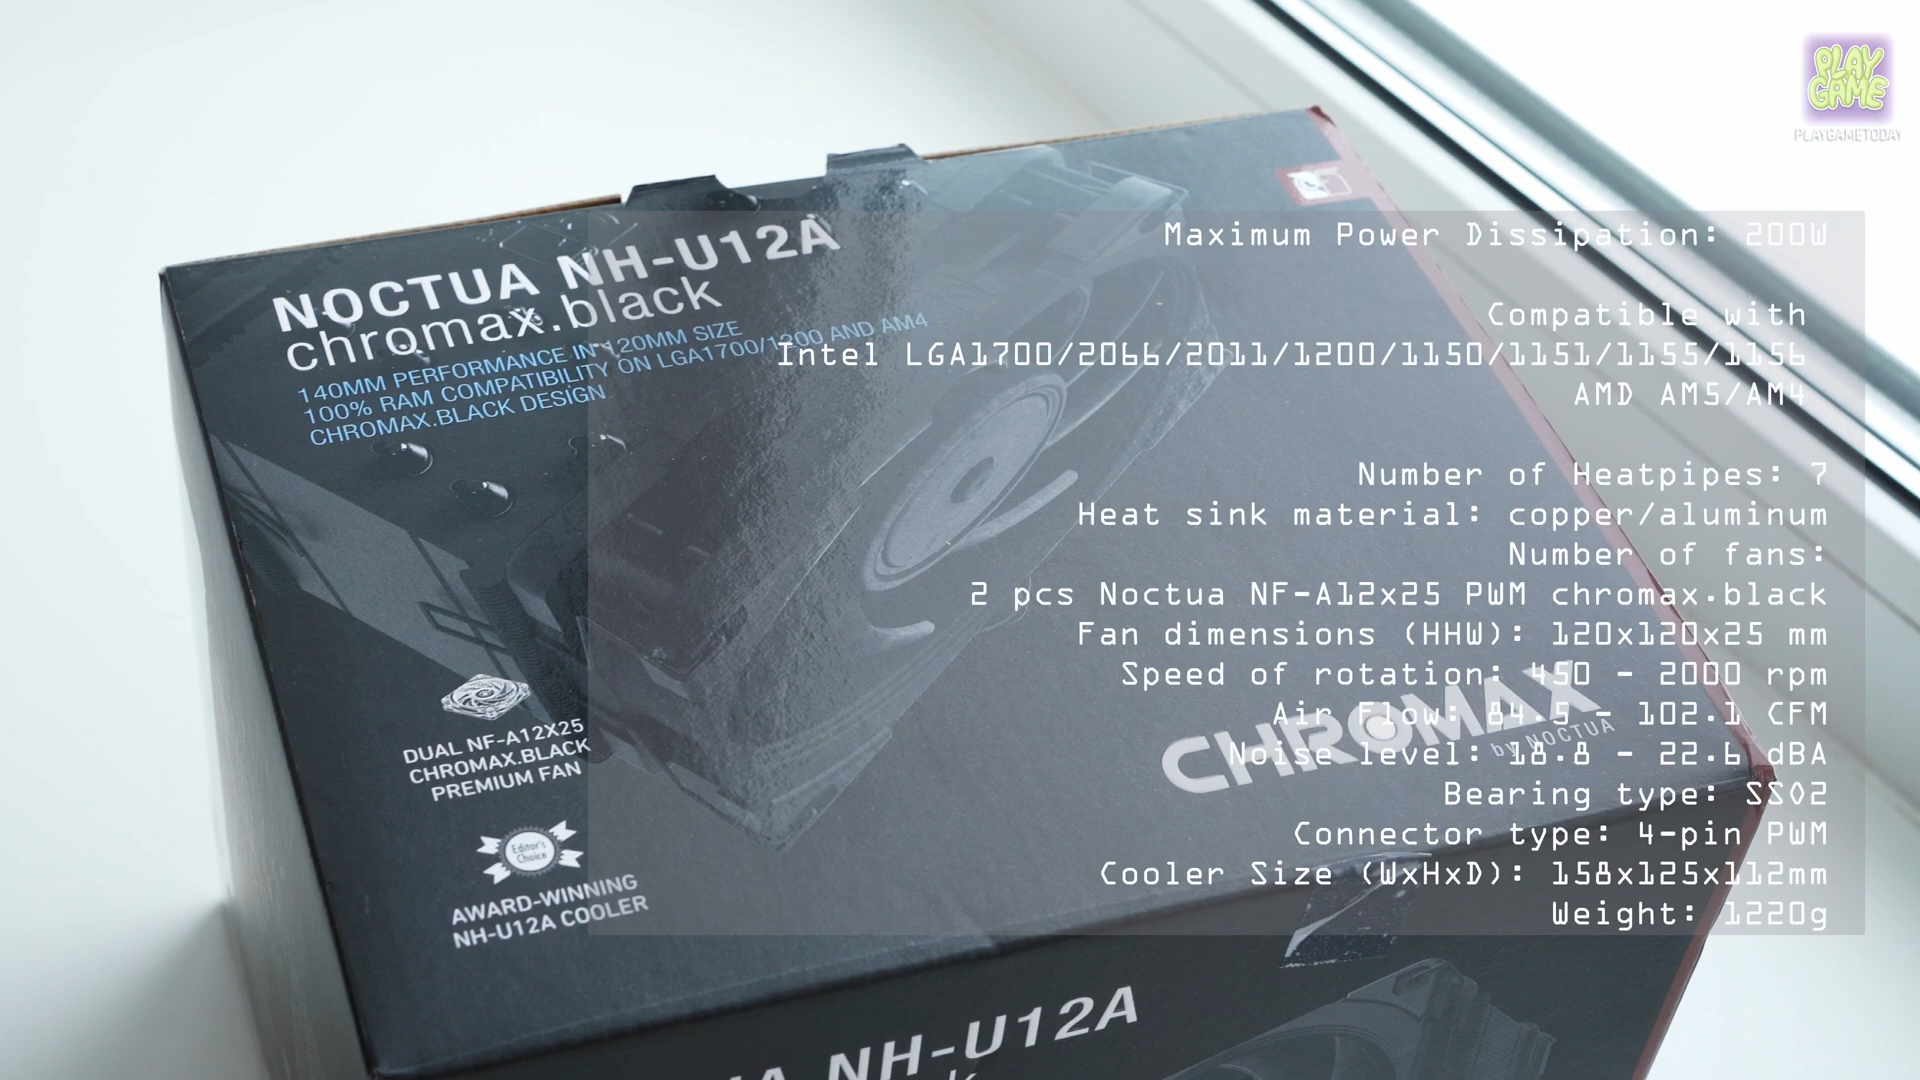 PLAY
GAME
PLAYGAMETODAY
NOCTUA NH-U12A
chromax.black
140MM PERFORMANCE IN 120MM SIZE
100% RAM COMPATIBILITY ON LGA1700/1200 AND AM4
CHROMAX.BLACK DESIGN
Maximum Power Dissipation: 200W
Compatible with
Intel LGA1700/2066/2011/1200/1150/1151/1155/1156
AMD AM5/AM4
Number of Heatpipes: 7
Heat sink material: copper/aluminum
Number of fans:
2 pcs Noctua NF-A12x25 PWM chromax.black
Fan dimensions (HHW): 120x120x25 mm
Speed of rotation: 450 - 2000 rpm
Air Flow: 84.5 - 102.1 CFM
Noise level: 18.8 - 22.6 dBA
Bearing type: SSO2
Connector type: 4-pin PWM
Cooler Size (WxHxD): 158x125x112mm
Weight: 1220g
CHROMAX
by NOCTUA
DUAL NF-A12X25
CHROMAX.BLACK
PREMIUM FAN
Editor's
Choice
AWARD-WINNING
NH-U12A COOLER
NH-U12A